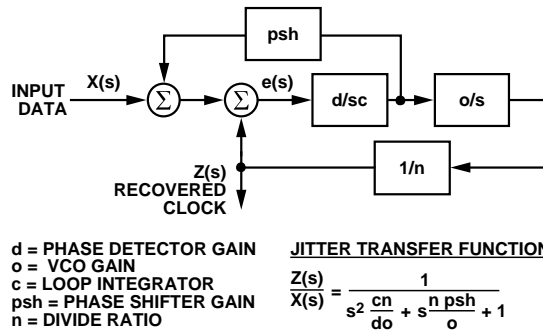 psh
X(s)
e(s)
INPUT
DATA
Σ
Σ
d/sc
o/s
1/n
Z(s)
RECOVERED
CLOCK
d = PHASE DETECTOR GAIN
o = VCO GAIN
c = LOOP INTEGRATOR
psh = PHASE SHIFTER GAIN
n = DIVIDE RATIO
JITTER TRANSFER FUNCTION
Z(s)/X(s) = 1/(s² cn/do + s n psh/o + 1)